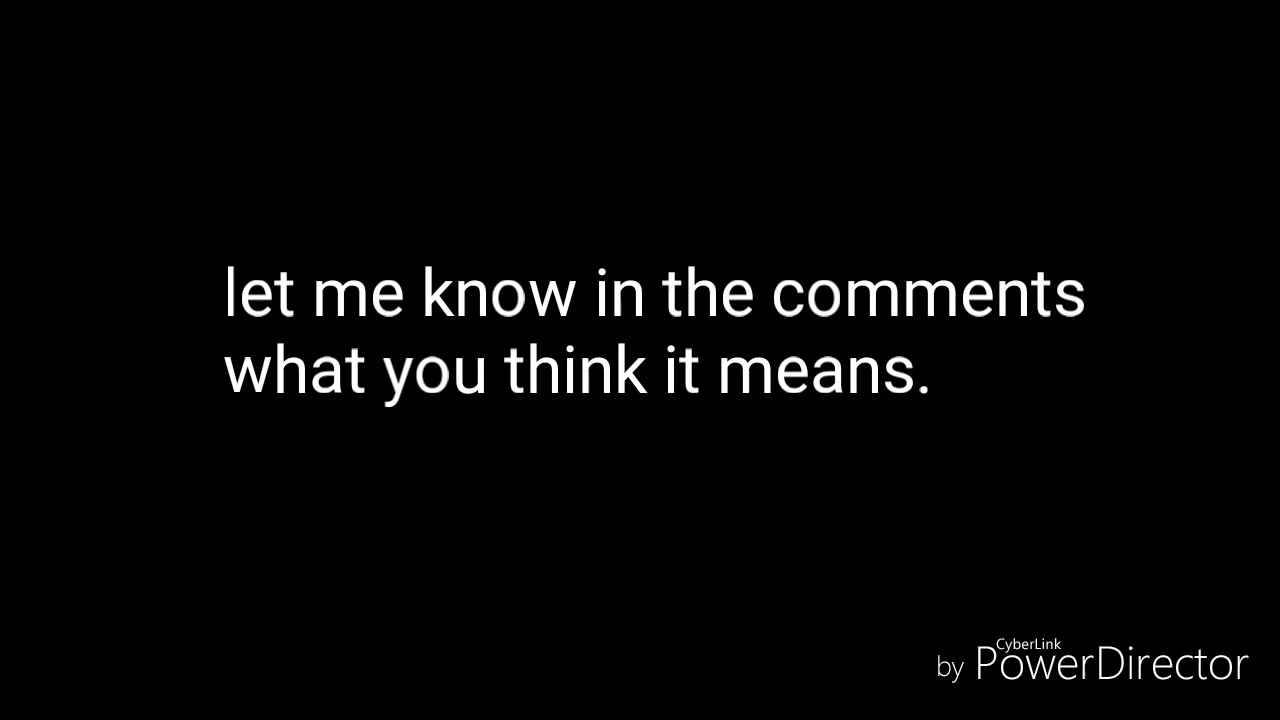 let me know in the comments
what you think it means.
CyberLink
by PowerDirector